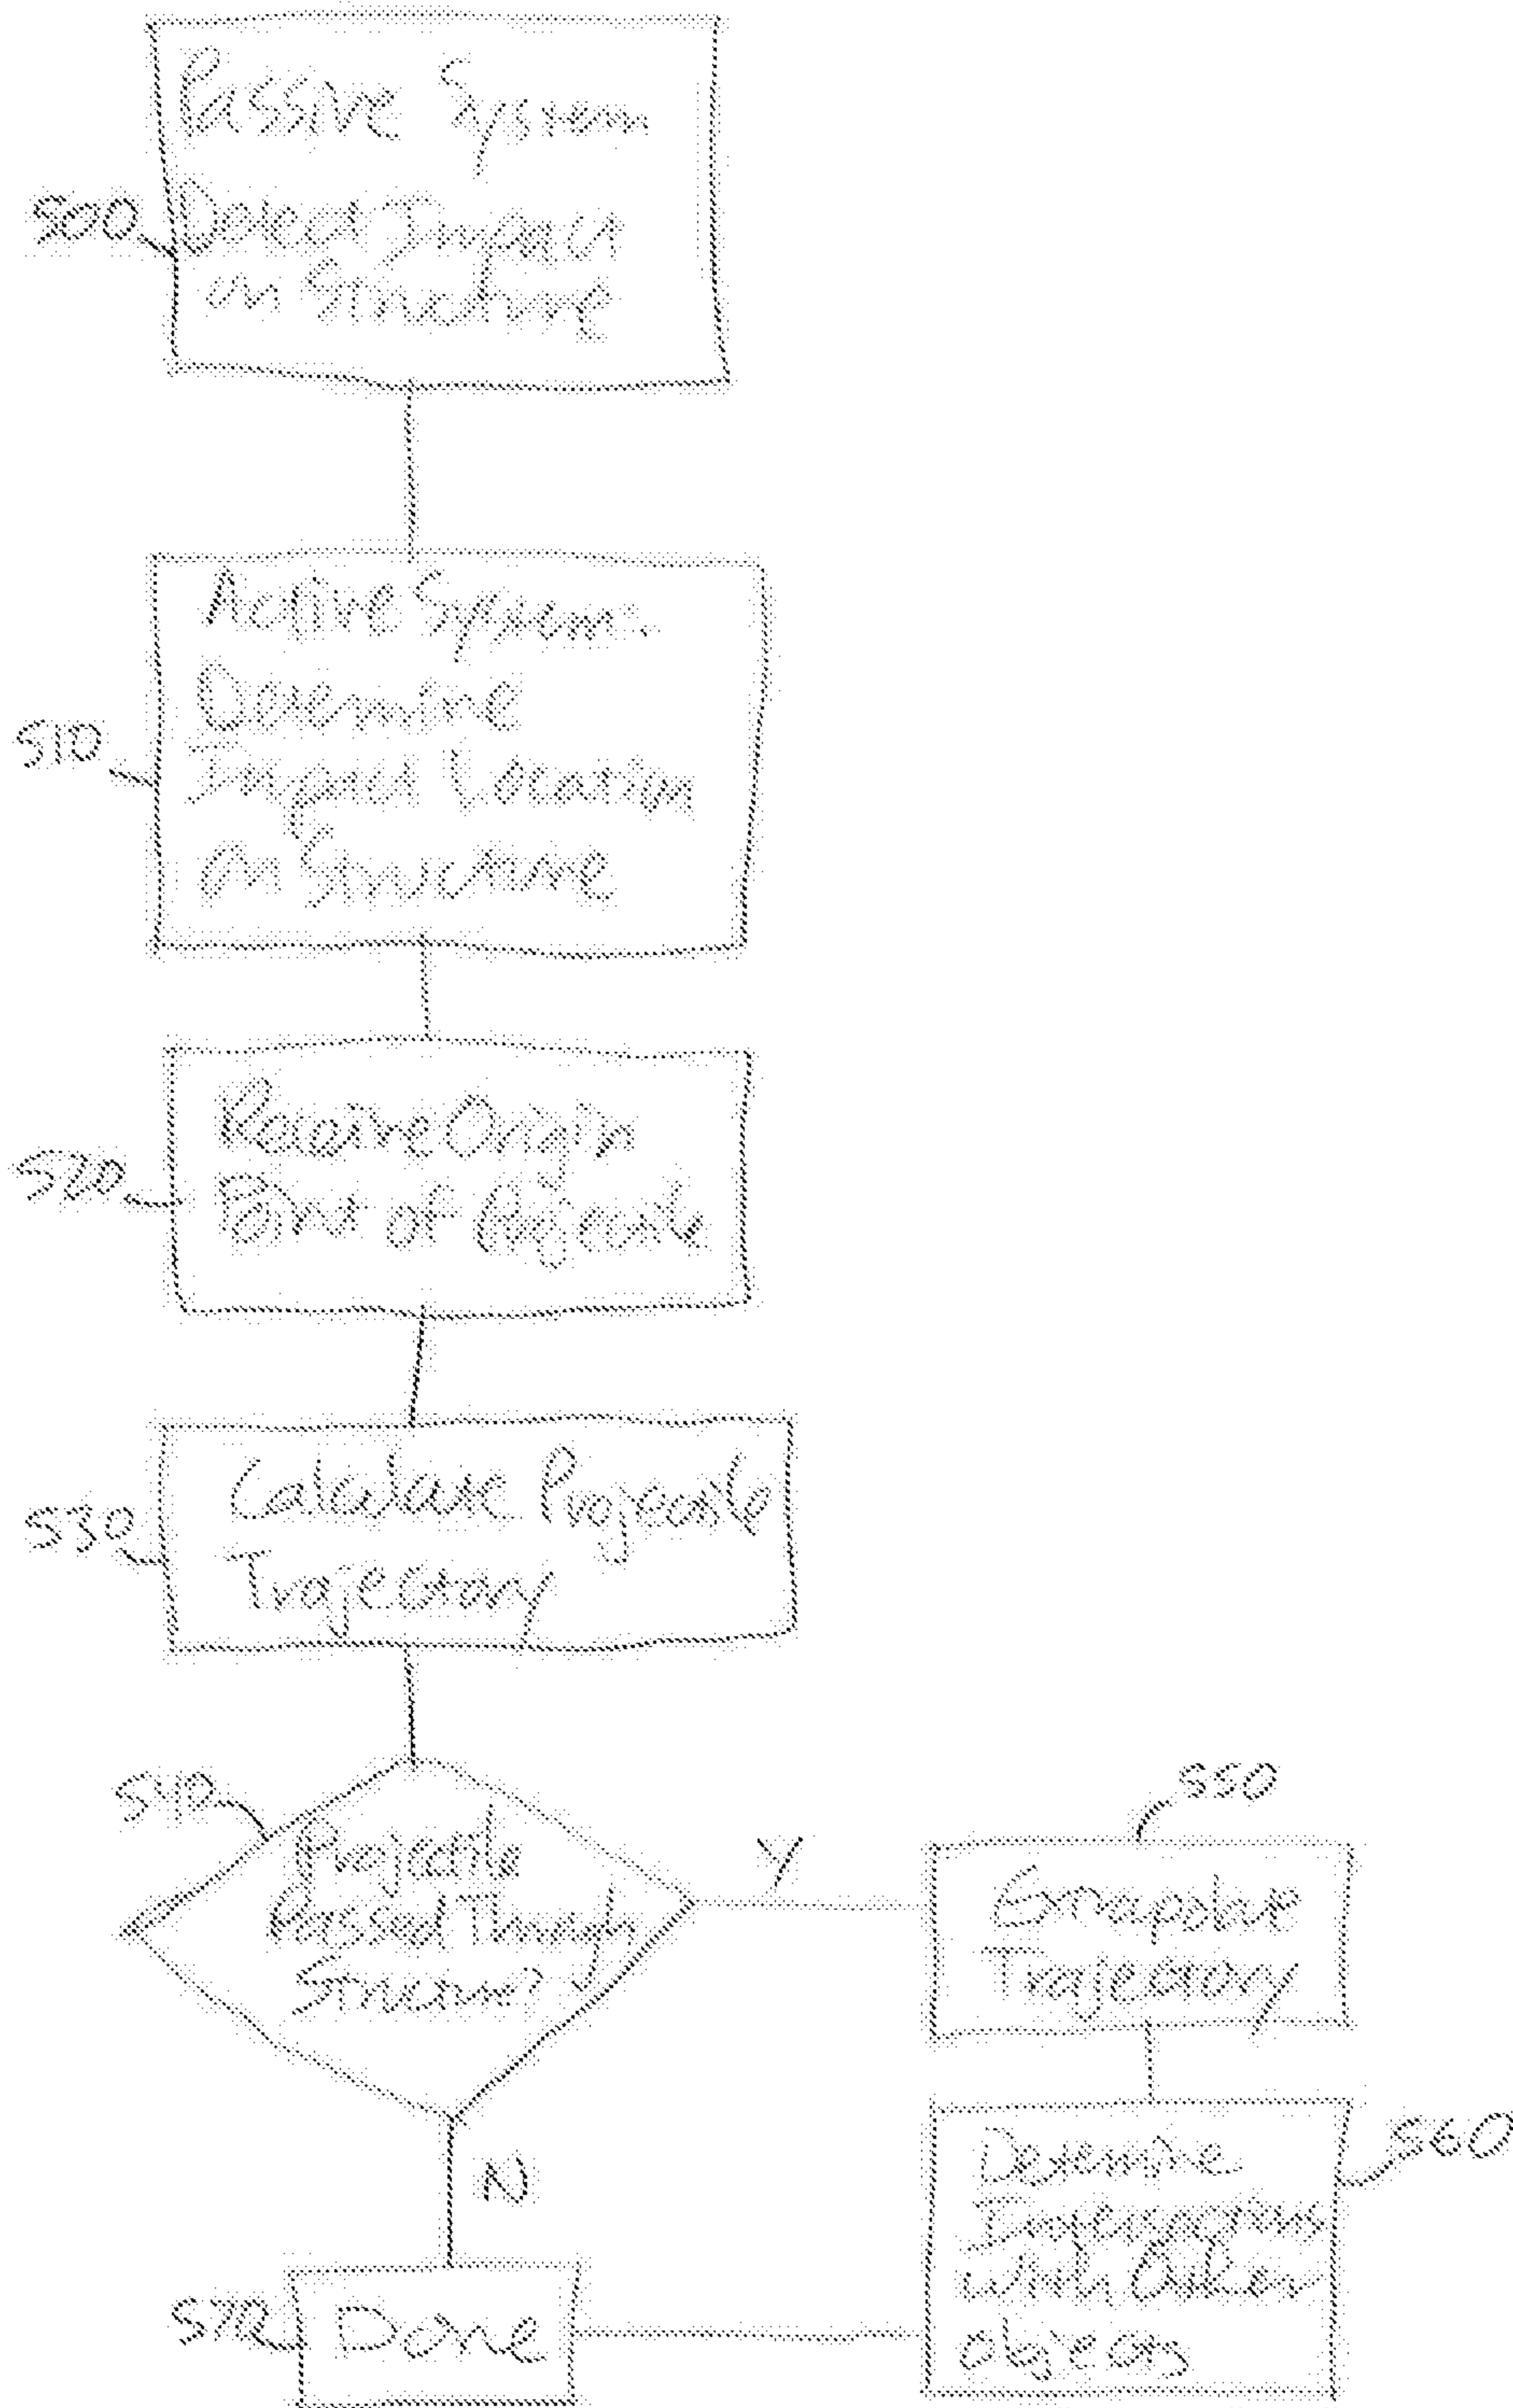 Passive System
500
Detect Impact
on Structure
Active System-
Determine
510
Impact Location
on Structure
Receive Origin
520
Point of Projectile
Calculate Projectile
530
Trajectory
540
Projectile
Passed Through
Structure?
Y
550
Extrapolate
Trajectory
N
560
Determine
Intersections
with Other
objects
570
Done